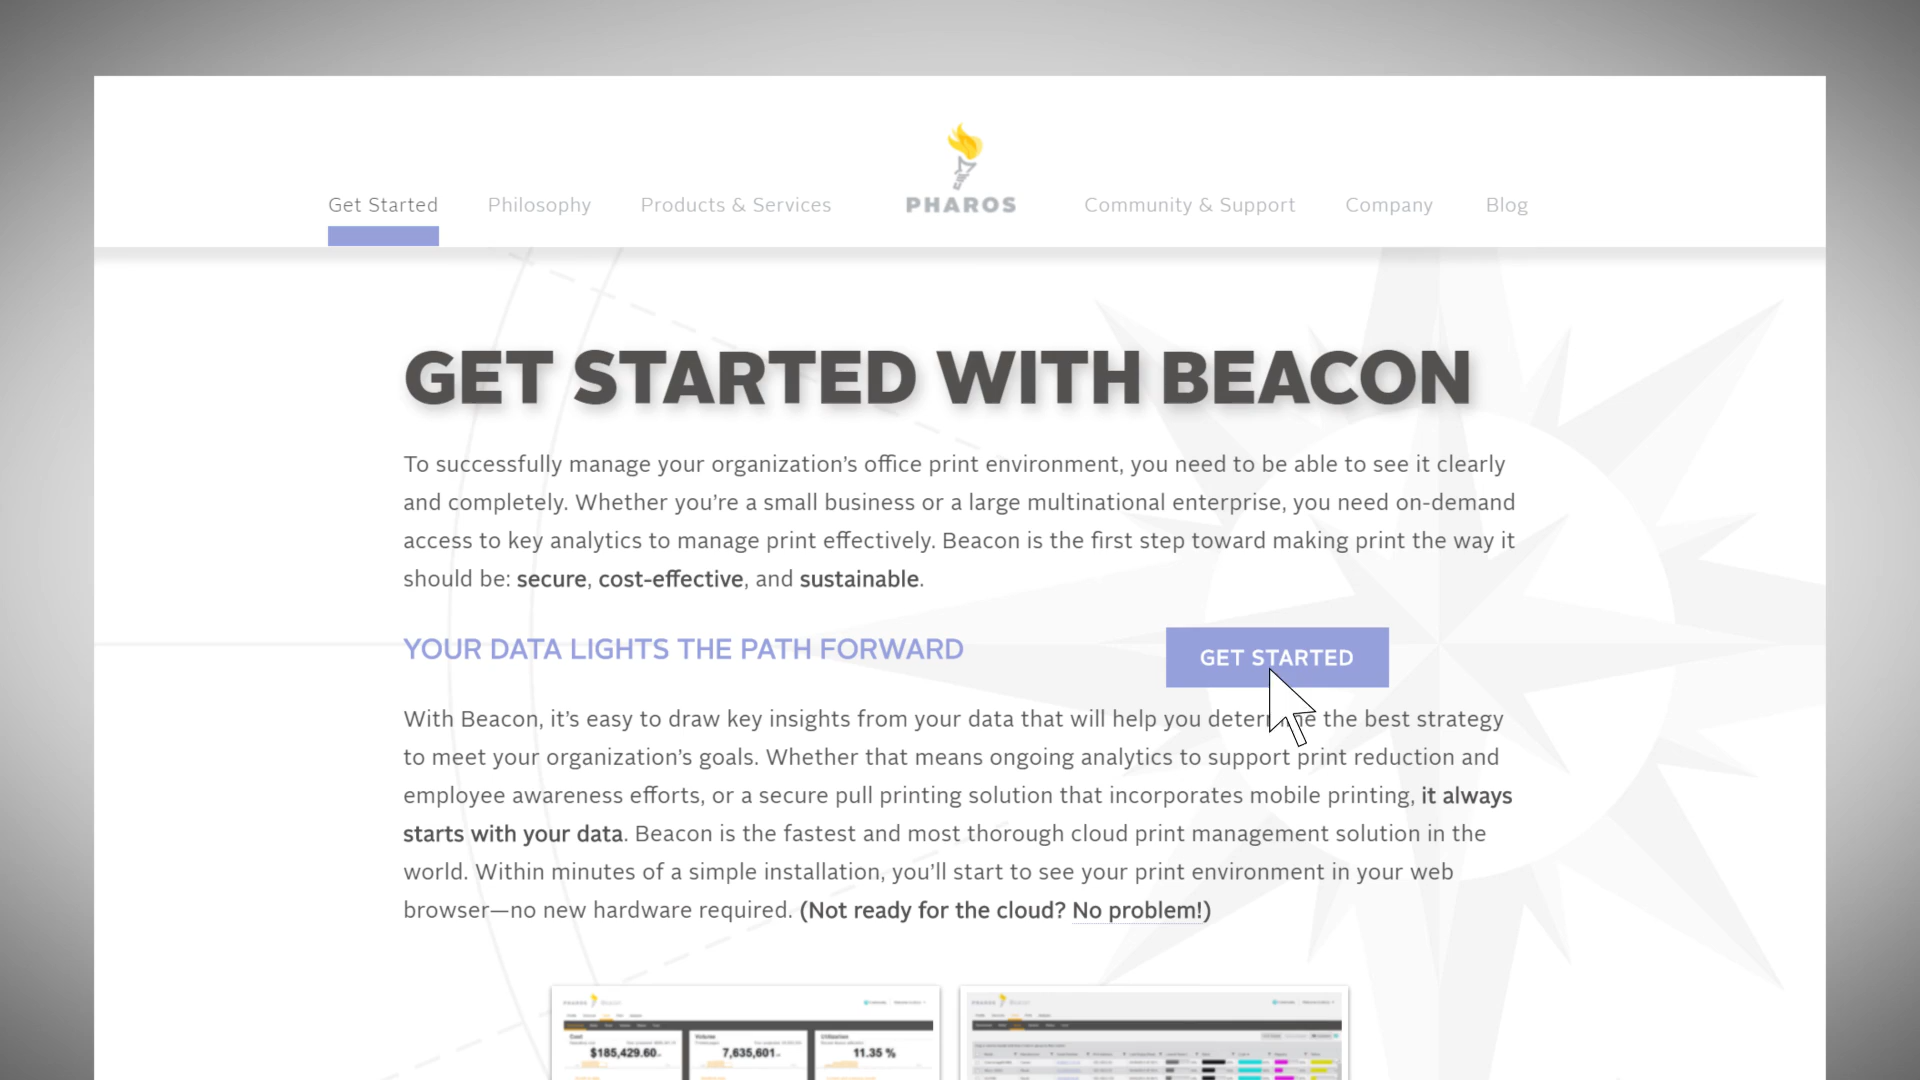 Get Started Philosophy Products & Services PHAROS Community & Support Company Blog
GET STARTED WITH BEACON
To successfully manage your organization’s office print environment, you need to be able to see it clearly
and completely. Whether you’re a small business or a large multinational enterprise, you need on-demand
access to key analytics to manage print effectively. Beacon is the first step toward making print the way it
should be: secure, cost-effective, and sustainable.
YOUR DATA LIGHTS THE PATH FORWARD
GET STARTED
With Beacon, it’s easy to draw key insights from your data that will help you determine the best strategy
to meet your organization’s goals. Whether that means ongoing analytics to support print reduction and
employee awareness efforts, or a secure pull printing solution that incorporates mobile printing, it always
starts with your data. Beacon is the fastest and most thorough cloud print management solution in the
world. Within minutes of a simple installation, you’ll start to see your print environment in your web
browser—no new hardware required. (Not ready for the cloud? No problem!)
PHAROS Beacon
PHAROS Beacon
Cost Volume Utilization
$185,429.60 7,635,601 11.35 %